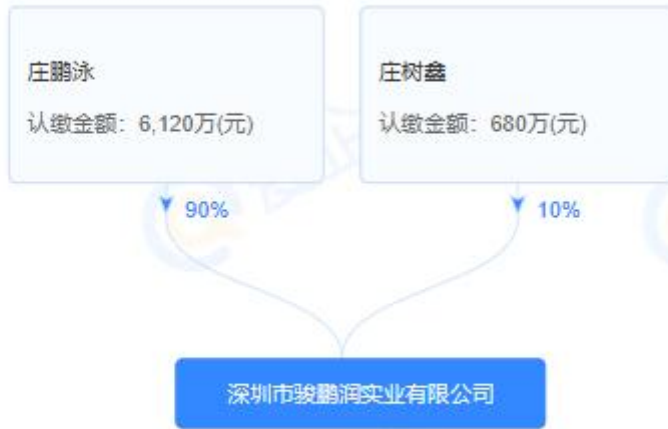 庄鹏泳
认缴金额：6,120万(元)
庄树鑫
认缴金额：680万(元)
90%
10%
深圳市骏鹏润实业有限公司